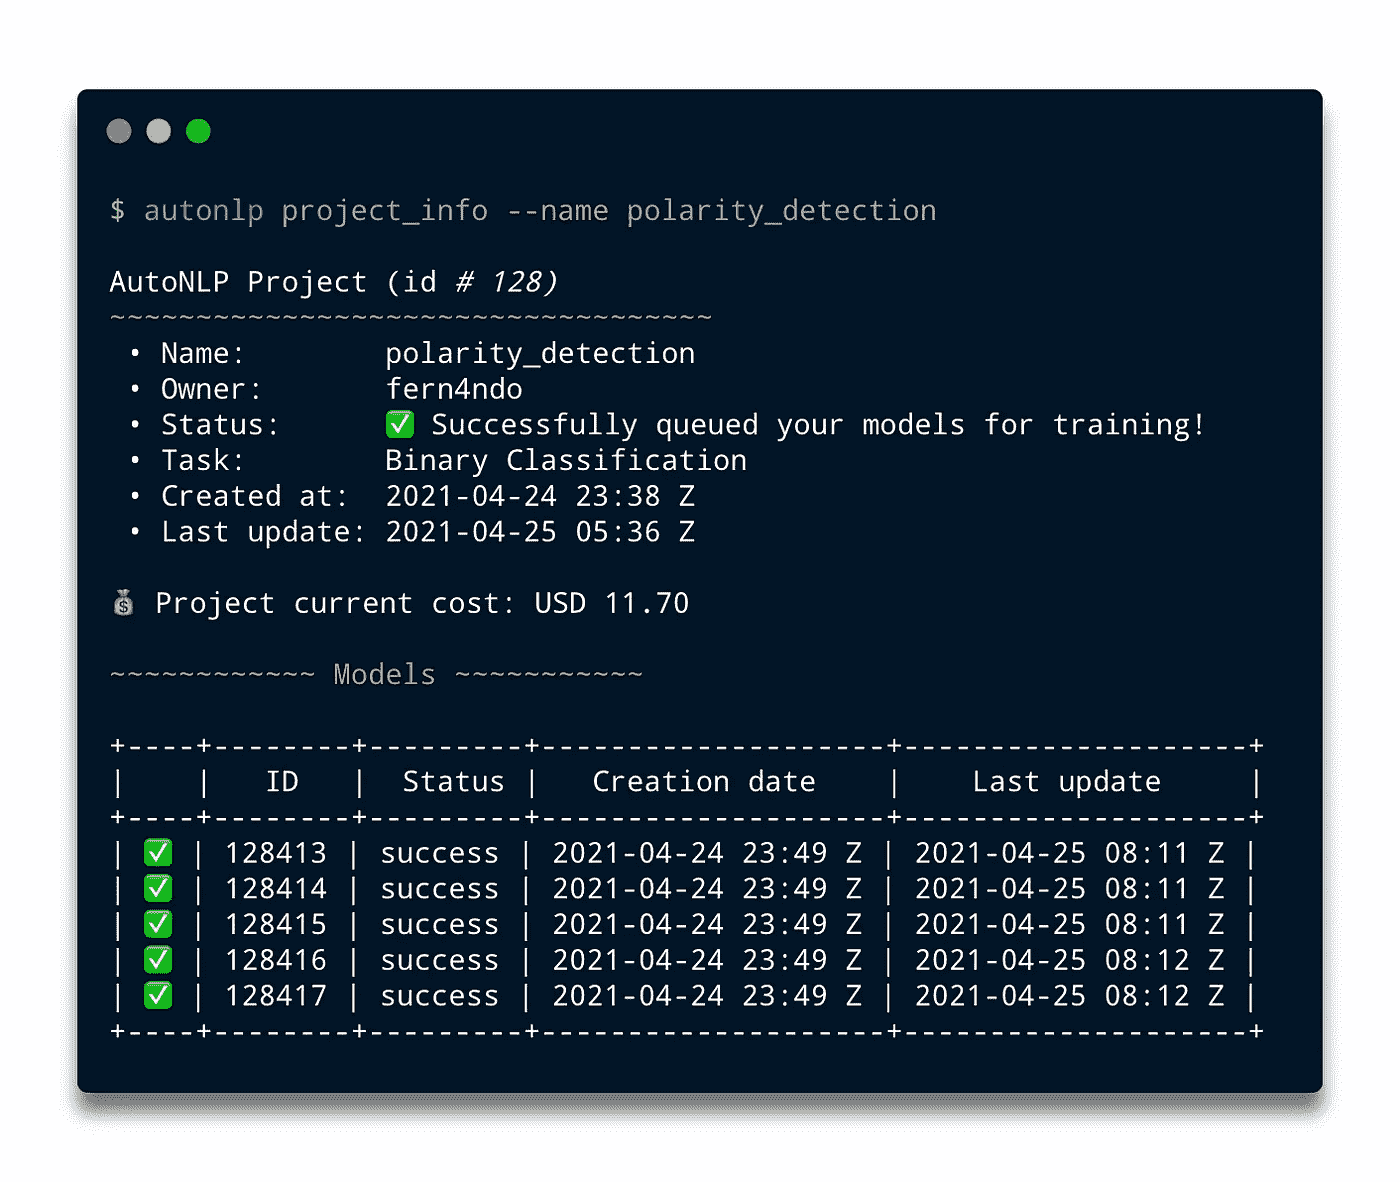 $ autonlp project_info --name polarity_detection
AutoNLP Project (id # 128)
~~~~~~~~~~~~~~~~~~~~~~~~~~~~~~~~~~~
• Name: polarity_detection
• Owner: fern4ndo
• Status: ✅ Successfully queued your models for training!
• Task: Binary Classification
• Created at: 2021-04-24 23:38 Z
• Last update: 2021-04-25 05:36 Z
💰 Project current cost: USD 11.70
~~~~~~~~~~~~ Models ~~~~~~~~~~~
+----+--------+---------+--------------------+--------------------+
| | ID | Status | Creation date | Last update |
+----+--------+---------+--------------------+--------------------+
| ✅ | 128413 | success | 2021-04-24 23:49 Z | 2021-04-25 08:11 Z |
| ✅ | 128414 | success | 2021-04-24 23:49 Z | 2021-04-25 08:11 Z |
| ✅ | 128415 | success | 2021-04-24 23:49 Z | 2021-04-25 08:11 Z |
| ✅ | 128416 | success | 2021-04-24 23:49 Z | 2021-04-25 08:12 Z |
| ✅ | 128417 | success | 2021-04-24 23:49 Z | 2021-04-25 08:12 Z |
+----+--------+---------+--------------------+--------------------+